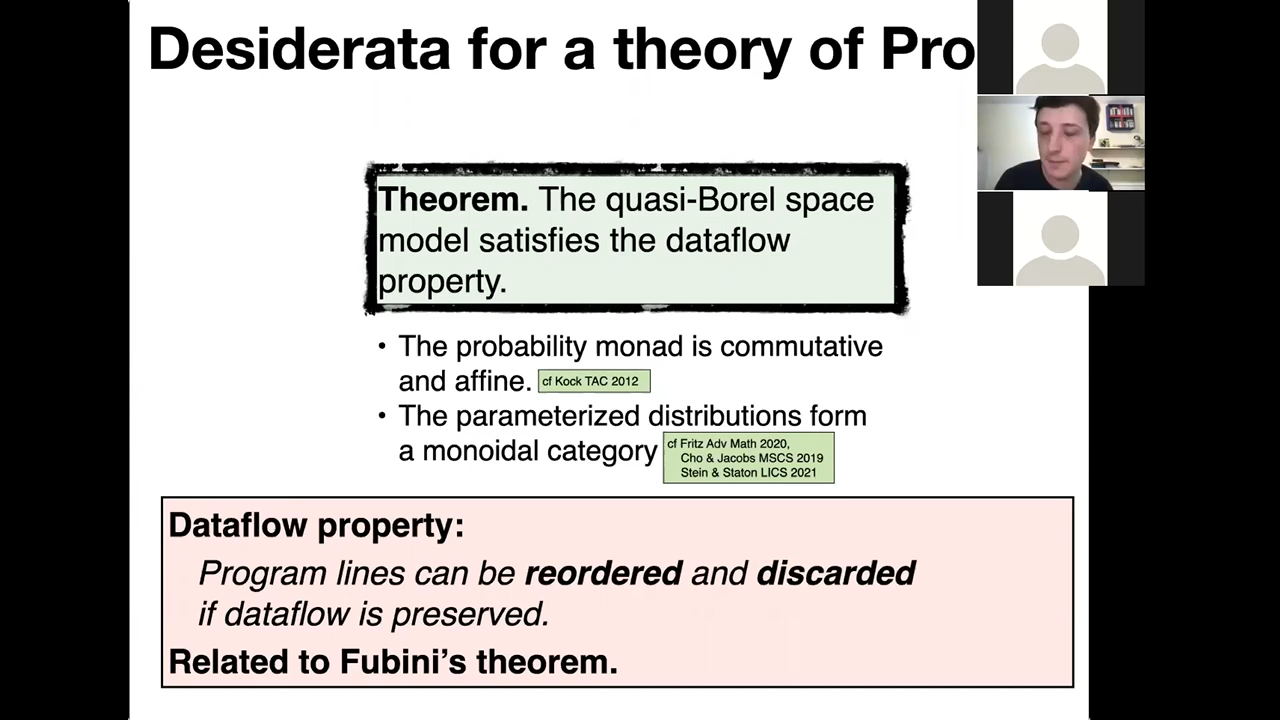 Desiderata for a theory of Pro
Theorem. The quasi-Borel space
model satisfies the dataflow
property.
• The probability monad is commutative
and affine. cf Kock TAC 2012
• The parameterized distributions form
a monoidal category
cf Fritz Adv Math 2020,
Cho & Jacobs MSCS 2019
Stein & Staton LICS 2021
Dataflow property:
Program lines can be reordered and discarded
if dataflow is preserved.
Related to Fubini’s theorem.